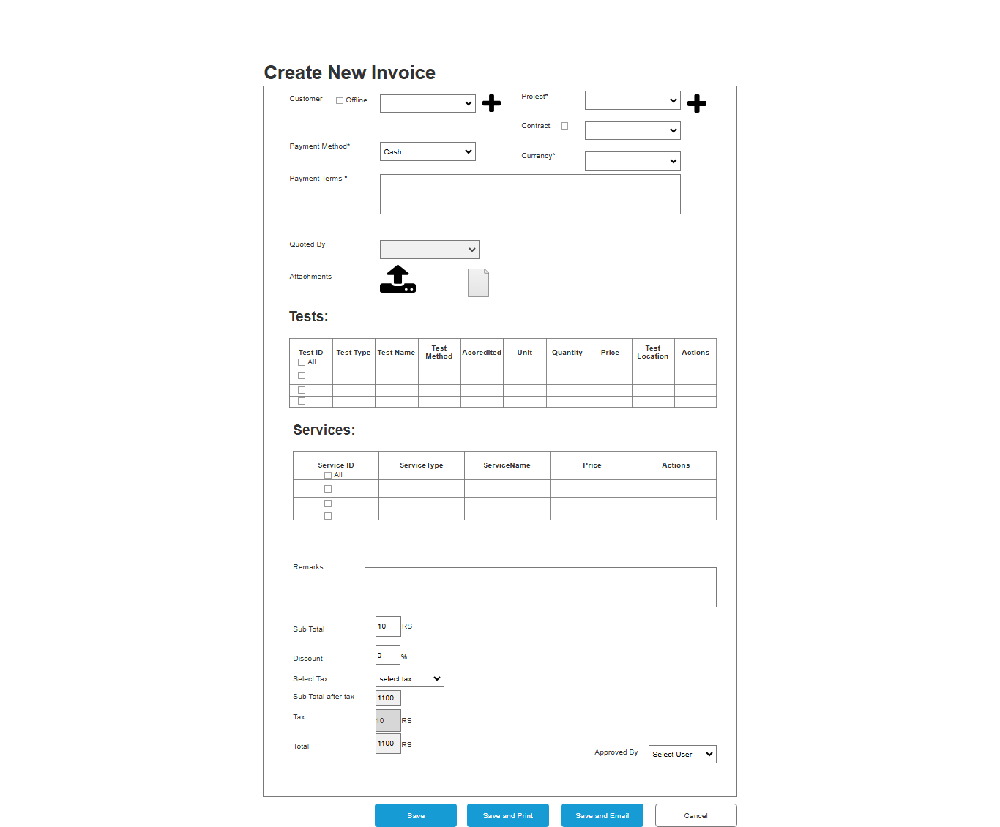 Create New Invoice
Customer
Offline
Project*
Contract
Payment Method*
Cash
Currency*
Payment Terms *
Quoted By
Attachments
Tests:
Test ID
All
Test Type
Test Name
Test Method
Accredited
Unit
Quantity
Price
Test Location
Actions
Services:
Service ID
All
ServiceType
ServiceName
Price
Actions
Remarks
Sub Total
10 RS
Discount
0 %
Select Tax
select tax
Sub Total after tax
1100
Tax
10 RS
Total
1100 RS
Approved By
Select User
Save
Save and Print
Save and Email
Cancel